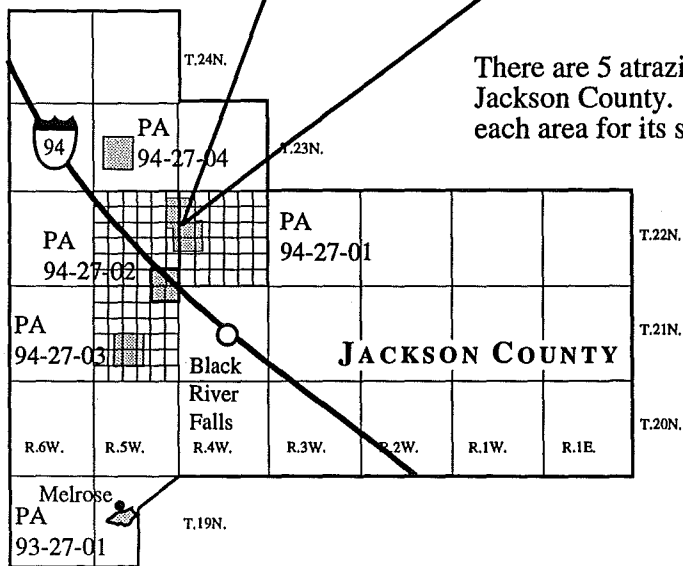 T.24N.
There are 5
Jackson County.
each area for its
PA
94-27-04
94
T.23N.
PA
94-27-01
T.22N.
PA
94-27-02
T.21N.
PA
94-27-03
JACKSON COUNTY
Black
River
Falls
T.20N.
R.6W. R.5W. R.4W. R.3W. R.2W. R.1W. R.1E.
Melrose
PA
93-27-01
T.19N.